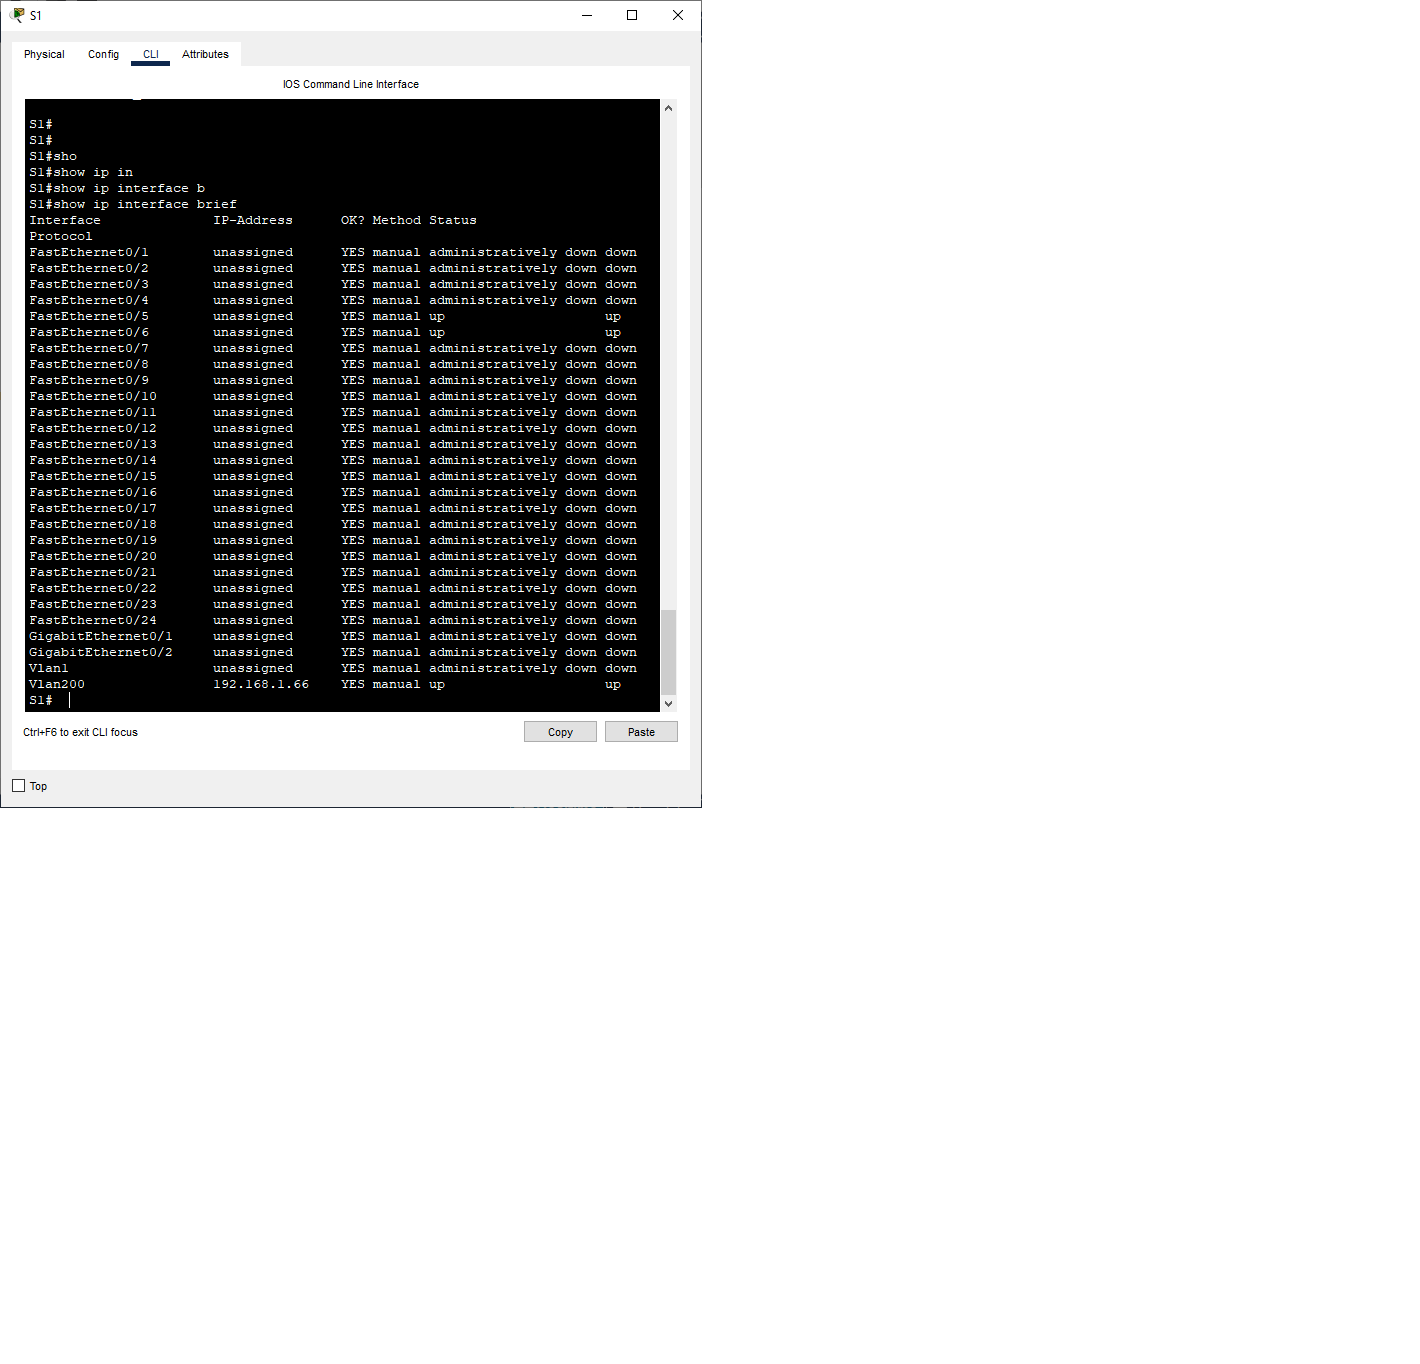 S1
Physical Config CLI Attributes
IOS Command Line Interface
S1#
S1#
S1#sho
S1#show ip in
S1#show ip interface b
S1#show ip interface brief
Interface IP-Address OK? Method Status
Protocol
FastEthernet0/1 unassigned YES manual administratively down down
FastEthernet0/2 unassigned YES manual administratively down down
FastEthernet0/3 unassigned YES manual administratively down down
FastEthernet0/4 unassigned YES manual administratively down down
FastEthernet0/5 unassigned YES manual up up
FastEthernet0/6 unassigned YES manual up up
FastEthernet0/7 unassigned YES manual administratively down down
FastEthernet0/8 unassigned YES manual administratively down down
FastEthernet0/9 unassigned YES manual administratively down down
FastEthernet0/10 unassigned YES manual administratively down down
FastEthernet0/11 unassigned YES manual administratively down down
FastEthernet0/12 unassigned YES manual administratively down down
FastEthernet0/13 unassigned YES manual administratively down down
FastEthernet0/14 unassigned YES manual administratively down down
FastEthernet0/15 unassigned YES manual administratively down down
FastEthernet0/16 unassigned YES manual administratively down down
FastEthernet0/17 unassigned YES manual administratively down down
FastEthernet0/18 unassigned YES manual administratively down down
FastEthernet0/19 unassigned YES manual administratively down down
FastEthernet0/20 unassigned YES manual administratively down down
FastEthernet0/21 unassigned YES manual administratively down down
FastEthernet0/22 unassigned YES manual administratively down down
FastEthernet0/23 unassigned YES manual administratively down down
FastEthernet0/24 unassigned YES manual administratively down down
GigabitEthernet0/1 unassigned YES manual administratively down down
GigabitEthernet0/2 unassigned YES manual administratively down down
Vlan1 unassigned YES manual administratively down down
Vlan200 192.168.1.66 YES manual up up
S1#
Ctrl+F6 to exit CLI focus Copy Paste
Top